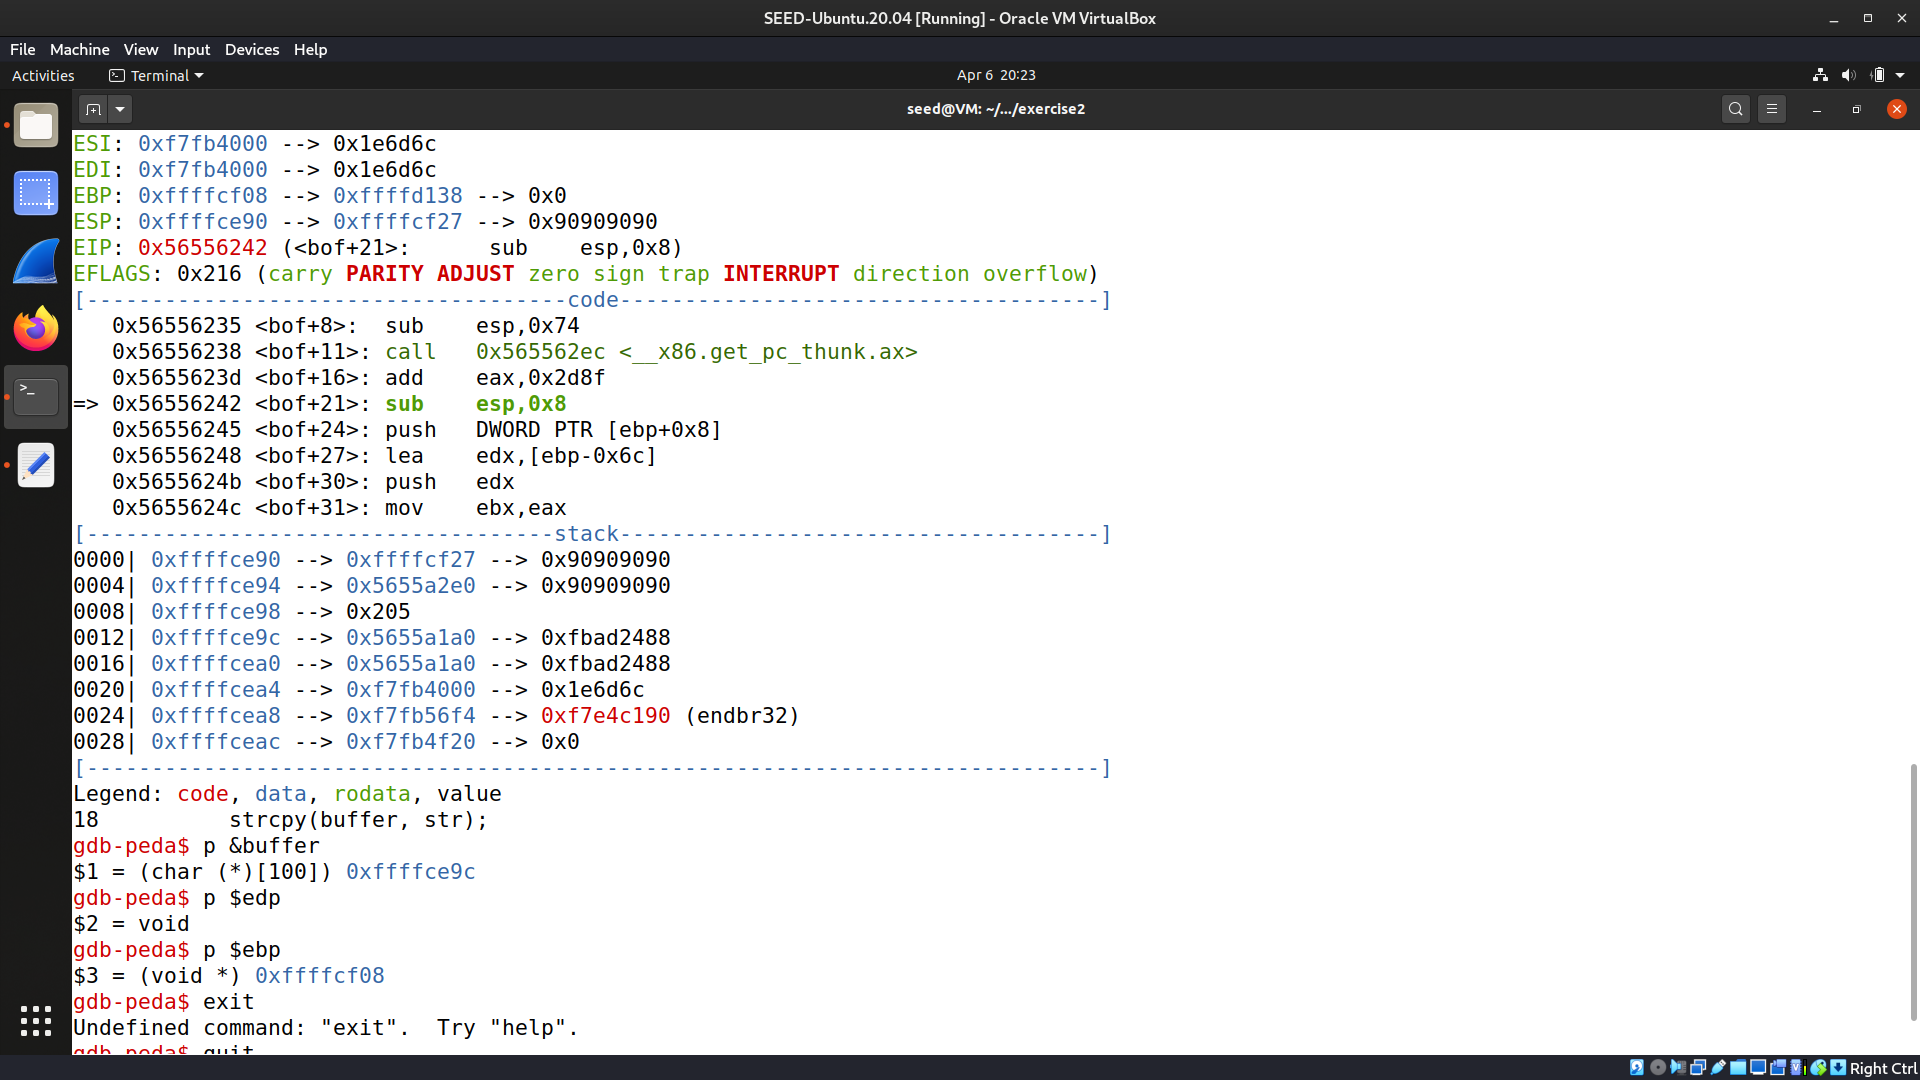 SEED-Ubuntu.20.04 [Running] - Oracle VM VirtualBox
File Machine View Input Devices Help
Activities Terminal Apr 6 20:23
seed@VM: ~/.../exercise2
ESI: 0xf7fb4000 --> 0x1e6d6c
EDI: 0xf7fb4000 --> 0x1e6d6c
EBP: 0xffffcf08 --> 0xffffd138 --> 0x0
ESP: 0xffffce90 --> 0xffffcf27 --> 0x90909090
EIP: 0x56556242 (<bof+21>:      sub    esp,0x8)
EFLAGS: 0x216 (carry PARITY ADJUST zero sign trap INTERRUPT direction overflow)
[-------------------------------------code-------------------------------------]
   0x56556235 <bof+8>:  sub    esp,0x74
   0x56556238 <bof+11>: call   0x565562ec <__x86.get_pc_thunk.ax>
   0x5655623d <bof+16>: add    eax,0x2d8f
=> 0x56556242 <bof+21>: sub    esp,0x8
   0x56556245 <bof+24>: push   DWORD PTR [ebp+0x8]
   0x56556248 <bof+27>: lea    edx,[ebp-0x6c]
   0x5655624b <bof+30>: push   edx
   0x5655624c <bof+31>: mov    ebx,eax
[------------------------------------stack-------------------------------------]
0000| 0xffffce90 --> 0xffffcf27 --> 0x90909090
0004| 0xffffce94 --> 0x5655a2e0 --> 0x90909090
0008| 0xffffce98 --> 0x205
0012| 0xffffce9c --> 0x5655a1a0 --> 0xfbad2488
0016| 0xffffcea0 --> 0x5655a1a0 --> 0xfbad2488
0020| 0xffffcea4 --> 0xf7fb4000 --> 0x1e6d6c
0024| 0xffffcea8 --> 0xf7fb56f4 --> 0xf7e4c190 (endbr32)
0028| 0xffffceac --> 0xf7fb4f20 --> 0x0
[------------------------------------------------------------------------------]
Legend: code, data, rodata, value
18          strcpy(buffer, str);
gdb-peda$ p &buffer
$1 = (char (*)[100]) 0xffffce9c
gdb-peda$ p $edp
$2 = void
gdb-peda$ p $ebp
$3 = (void *) 0xffffcf08
gdb-peda$ exit
Undefined command: "exit".  Try "help".
gdb-peda$ quit
Right Ctrl